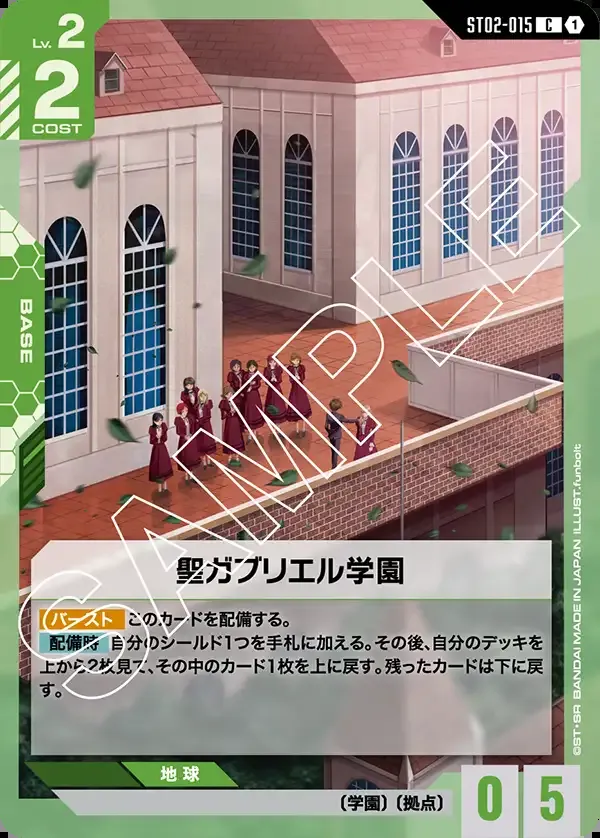 ST02-015 C 1
Lv. 2
2
COST
BASE
SAMPLE
聖ガブリエル学園
【バースト】このカードを配備する。
【配備時】自分のシールド1つを手札に加える。その後、自分のデッキを
上から2枚見て、その中のカード1枚を上に戻す。残ったカードは下に戻
す。
地球
〔学園〕〔拠点〕
0 5
©ST・SR BANDAI MADE IN JAPAN ILLUST.funbolt